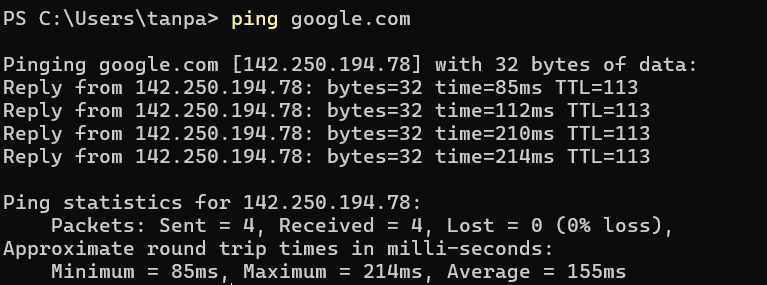 PS C:\Users\tanpa> ping google.com
Pinging google.com [142.250.194.78] with 32 bytes of data:
Reply from 142.250.194.78: bytes=32 time=85ms TTL=113
Reply from 142.250.194.78: bytes=32 time=112ms TTL=113
Reply from 142.250.194.78: bytes=32 time=210ms TTL=113
Reply from 142.250.194.78: bytes=32 time=214ms TTL=113
Ping statistics for 142.250.194.78:
    Packets: Sent = 4, Received = 4, Lost = 0 (0% loss),
Approximate round trip times in milli-seconds:
    Minimum = 85ms, Maximum = 214ms, Average = 155ms